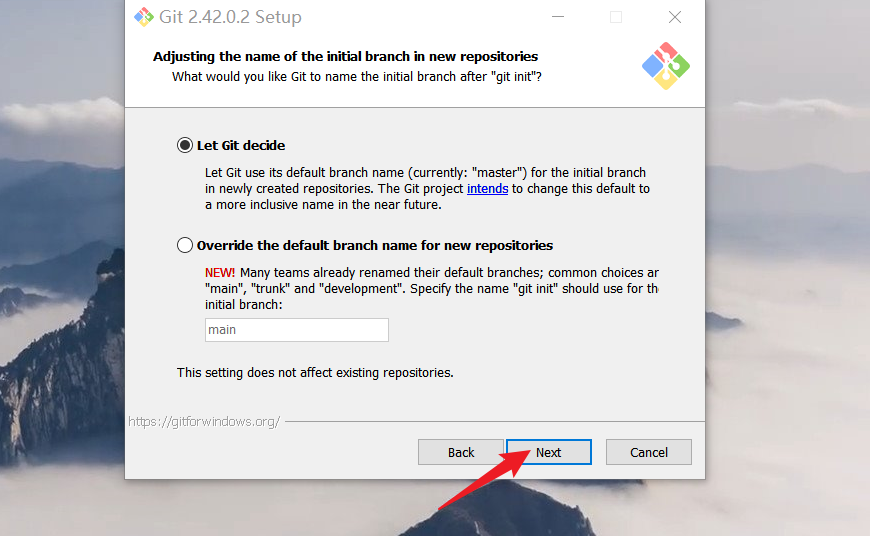 Git 2.42.0.2 Setup
Adjusting the name of the initial branch in new repositories
What would you like Git to name the initial branch after "git init"?
Let Git decide
Let Git use its default branch name (currently: "master") for the initial branch
in newly created repositories. The Git project intends to change this default to
a more inclusive name in the near future.
Override the default branch name for new repositories
NEW! Many teams already renamed their default branches; common choices ar
"main", "trunk" and "development". Specify the name "git init" should use for the
initial branch:
main
This setting does not affect existing repositories.
https://gitforwindows.org/
Back
Next
Cancel